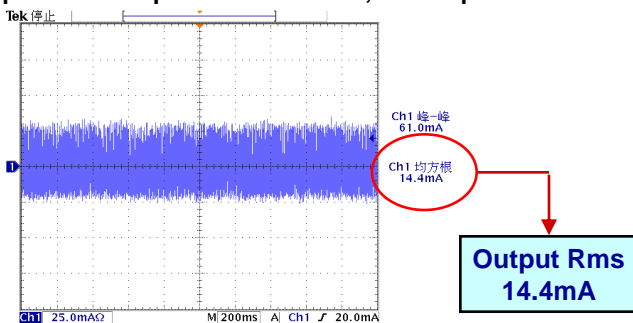 Tek 停止
Ch1 峰-峰
61.0mA
1
Ch1 均方根
14.4mA
Output Rms
14.4mA
Ch1 25.0mAΩ M 200ms A Ch1 ƒ 20.0mA